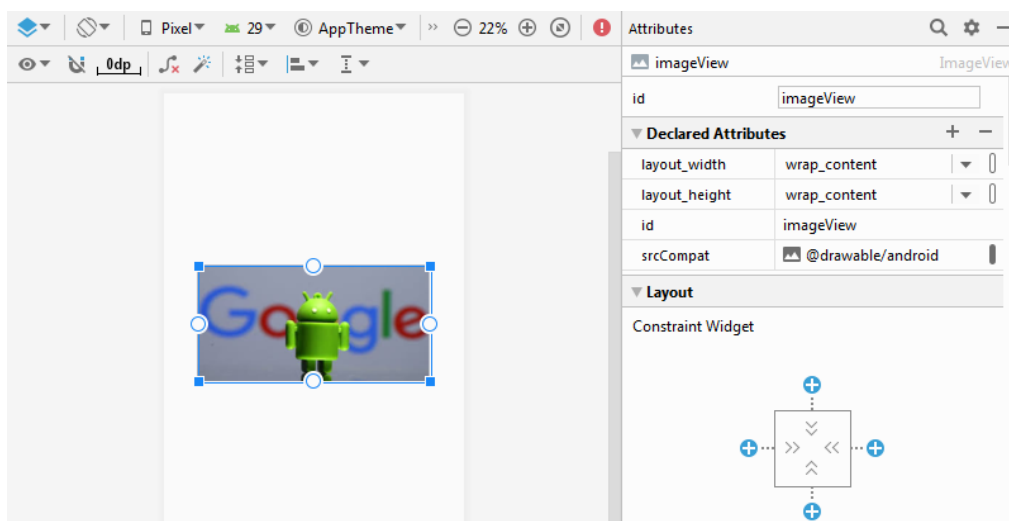 Pixel 29 AppTheme 22% Attributes
0dp imageView ImageView
id imageView
Declared Attributes
layout_width wrap_content
layout_height wrap_content
id imageView
srcCompat @drawable/android
Layout
Constraint Widget
Google